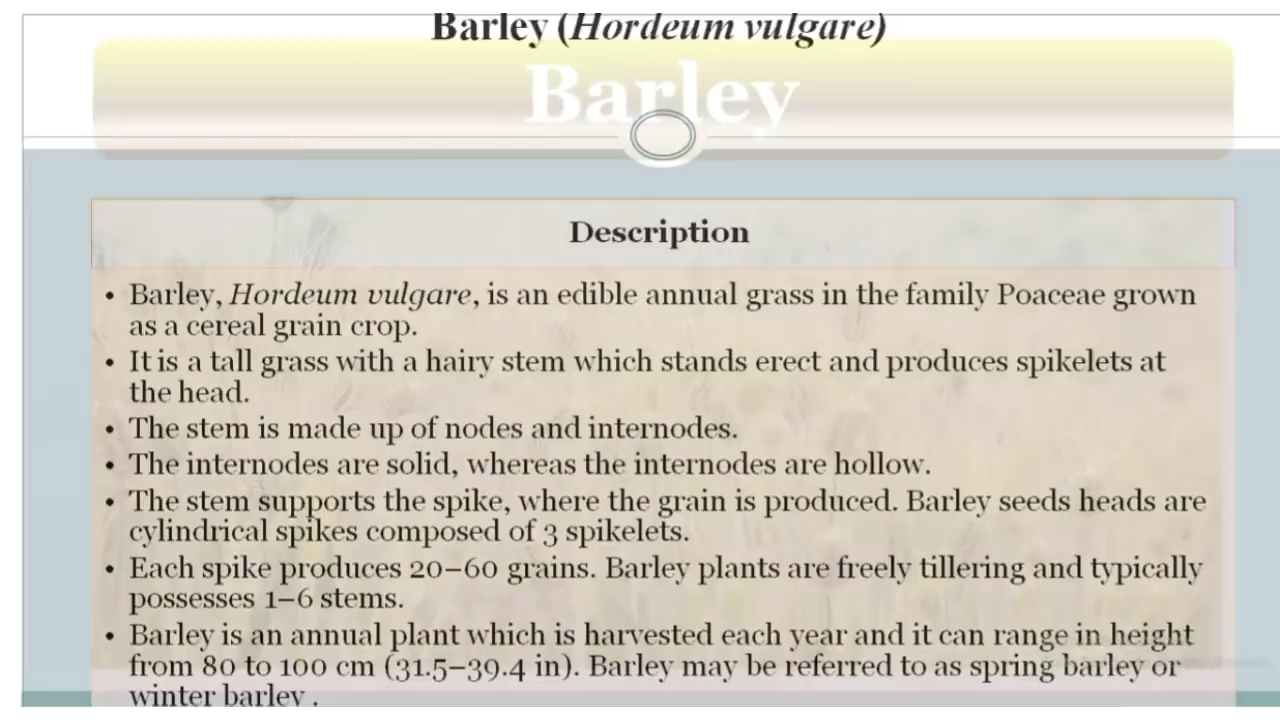 Barley (Hordeum vulgare)
Barley
Description
• Barley, Hordeum vulgare, is an edible annual grass in the family Poaceae grown
as a cereal grain crop.
• It is a tall grass with a hairy stem which stands erect and produces spikelets at
the head.
• The stem is made up of nodes and internodes.
• The internodes are solid, whereas the internodes are hollow.
• The stem supports the spike, where the grain is produced. Barley seeds heads are
cylindrical spikes composed of 3 spikelets.
• Each spike produces 20–60 grains. Barley plants are freely tillering and typically
possesses 1–6 stems.
• Barley is an annual plant which is harvested each year and it can range in height
from 80 to 100 cm (31.5–39.4 in). Barley may be referred to as spring barley or
winter barley .